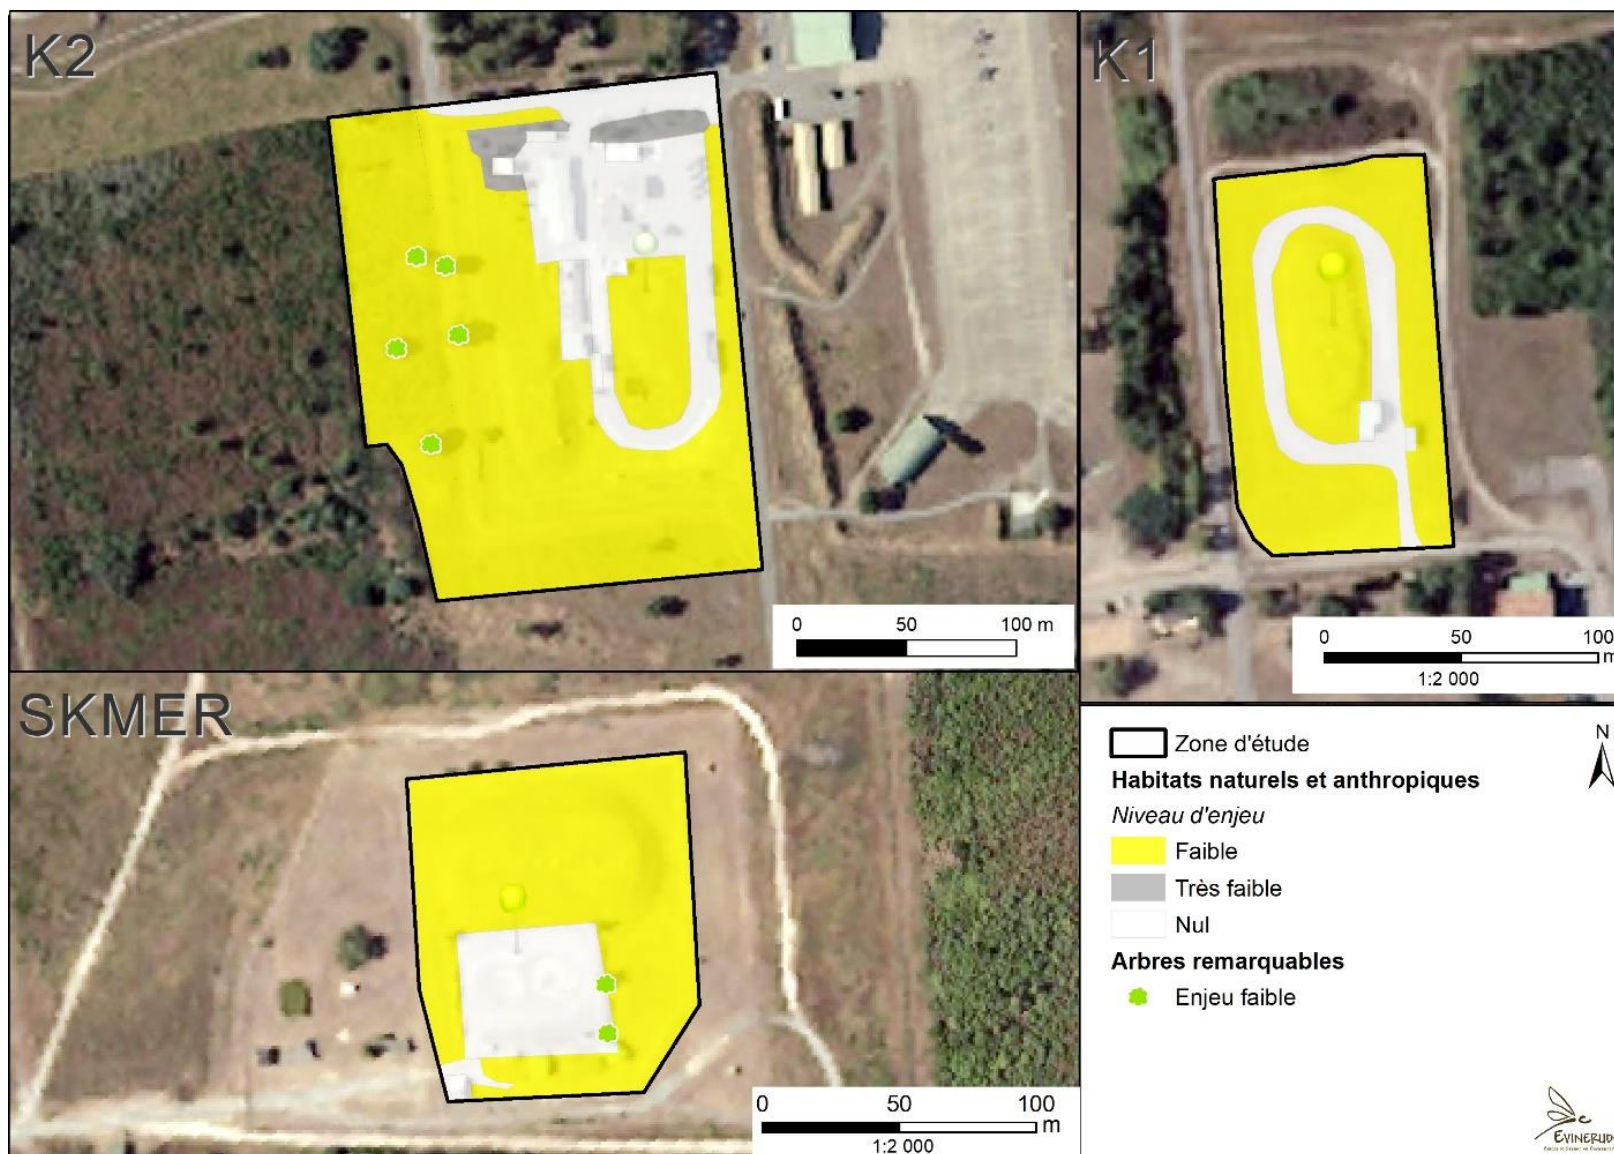 K2
K1
0 50 100 m
0 50 100
m
1:2 000
SKMER
0 50 100
m
1:2 000
Zone d'étude
N
Habitats naturels et anthropiques
Niveau d'enjeu
Faible
Très faible
Nul
Arbres remarquables
Enjeu faible
EVINERUD